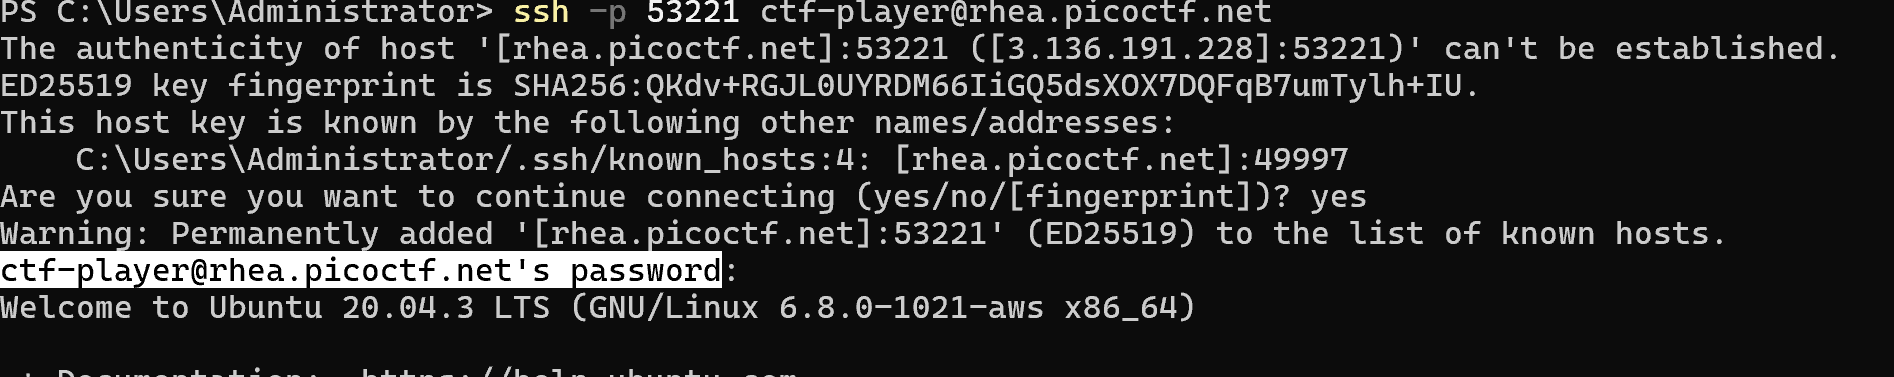 PS C:\Users\Administrator> ssh -p 53221 ctf-player@rhea.picoctf.net
The authenticity of host '[rhea.picoctf.net]:53221 ([3.136.191.228]:53221)' can't be established.
ED25519 key fingerprint is SHA256:QKdv+RGJL0UYRDM66IiGQ5dsXOX7DQFqB7umTylh+IU.
This host key is known by the following other names/addresses:
    C:\Users\Administrator/.ssh/known_hosts:4: [rhea.picoctf.net]:49997
Are you sure you want to continue connecting (yes/no/[fingerprint])? yes
Warning: Permanently added '[rhea.picoctf.net]:53221' (ED25519) to the list of known hosts.
ctf-player@rhea.picoctf.net's password:
Welcome to Ubuntu 20.04.3 LTS (GNU/Linux 6.8.0-1021-aws x86_64)
Documentation: https://help.ubuntu.com